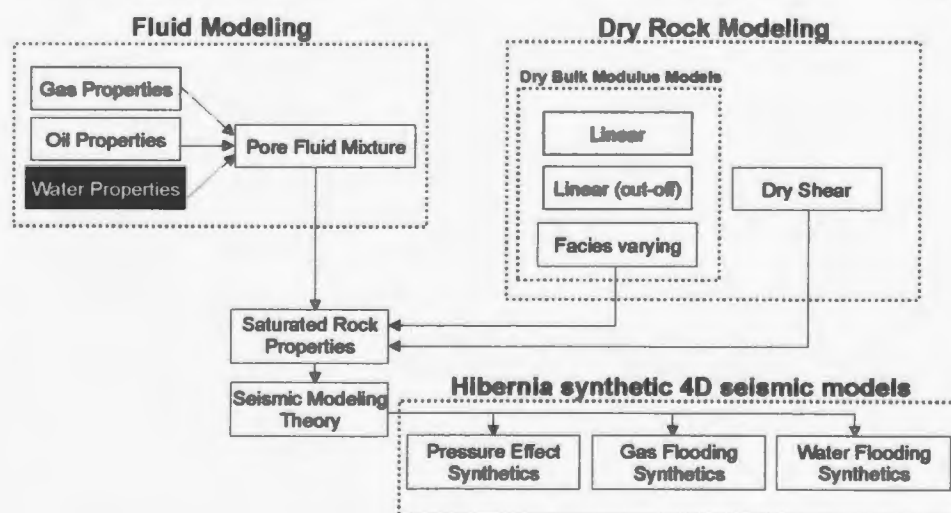 Fluid Modeling
Gas Properties
Oil Properties
Water Properties
Pore Fluid Mixture
Dry Rock Modeling
Dry Bulk Modulus Models
Linear
Linear (cut-off)
Facies varying
Dry Shear
Saturated Rock
Properties
Seismic Modeling
Theory
Hibernia synthetic 4D seismic models
Pressure Effect
Synthetics
Gas Flooding
Synthetics
Water Flooding
Synthetics